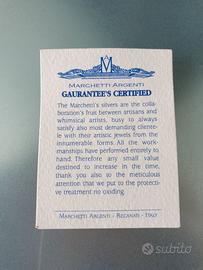 M
MARCHETTI ARGENTI
GAURANTEE'S CERTIFIED
The Marchetti's silvers are the colla-
boration's fruit between artisans and
whimsical artists, busy to always
satisfy also most demanding cliente-
le with their artistic jewels from the
innumerable forms. All the work-
manships have performed entirely to
hand. Therefore any small value
destined to increase in the time,
thank you also to the meticulous
attention that we put to the protecti-
ve treatment no oxiding.
MARCHETTI ARGENTI - RECANATI - 1967
subito